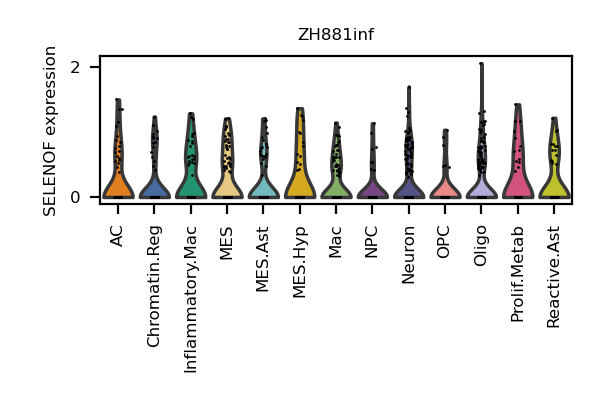 ZH881inf
SELENOF expression
2
0
AC
Chromatin.Reg
Inflammatory.Mac
MES
MES.Ast
MES.Hyp
Mac
NPC
Neuron
OPC
Oligo
Prolif.Metab
Reactive.Ast